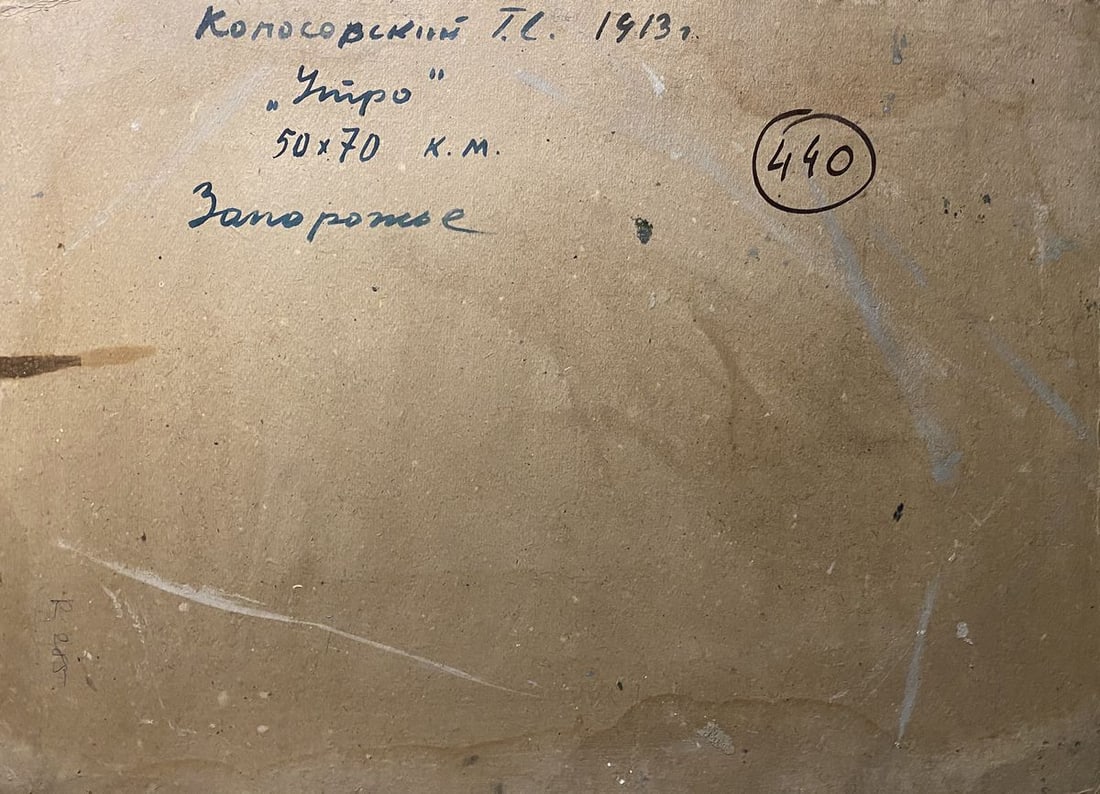 Колосовский Г.С. 1913г.
„Утро"
50х70 к.м.
Запорожье
440